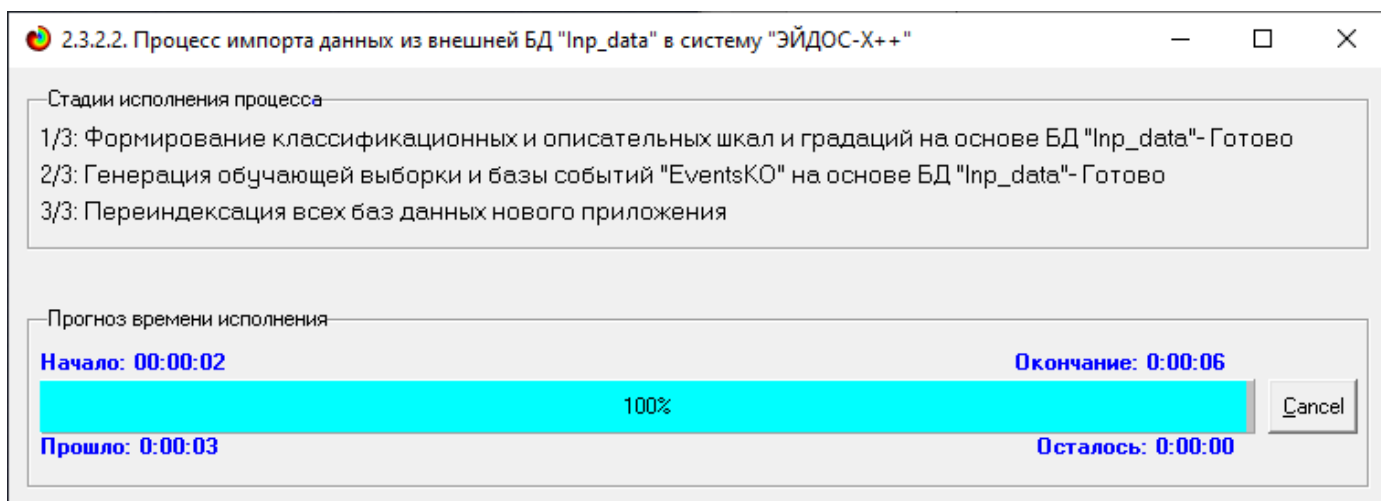 2.3.2.2. Процесс импорта данных из внешней БД "Inp_data" в систему "ЭЙДОС-X++"
Стадии исполнения процесса
1/3: Формирование классификационных и описательных шкал и градаций на основе БД "Inp_data"- Готово
2/3: Генерация обучающей выборки и базы событий "EventsKO" на основе БД "Inp_data"- Готово
3/3: Переиндексация всех баз данных нового приложения
Прогноз времени исполнения
Начало: 00:00:02 Окончание: 0:00:06
100% Cancel
Прошло: 0:00:03 Осталось: 0:00:00